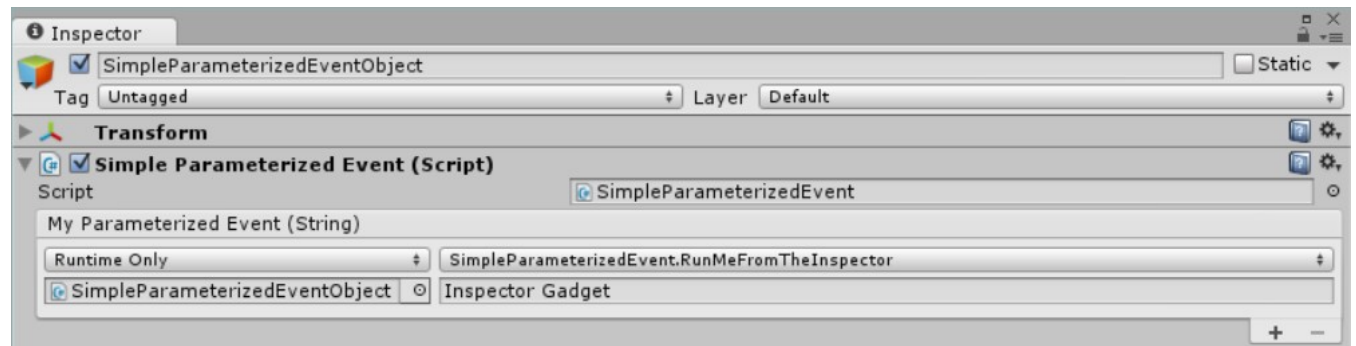 Inspector
SimpleParameterizedEventObject Static
Tag Untagged Layer Default
Transform
Simple Parameterized Event (Script)
Script SimpleParameterizedEvent
My Parameterized Event (String)
Runtime Only SimpleParameterizedEvent.RunMeFromTheInspector
SimpleParameterizedEventObject Inspector Gadget